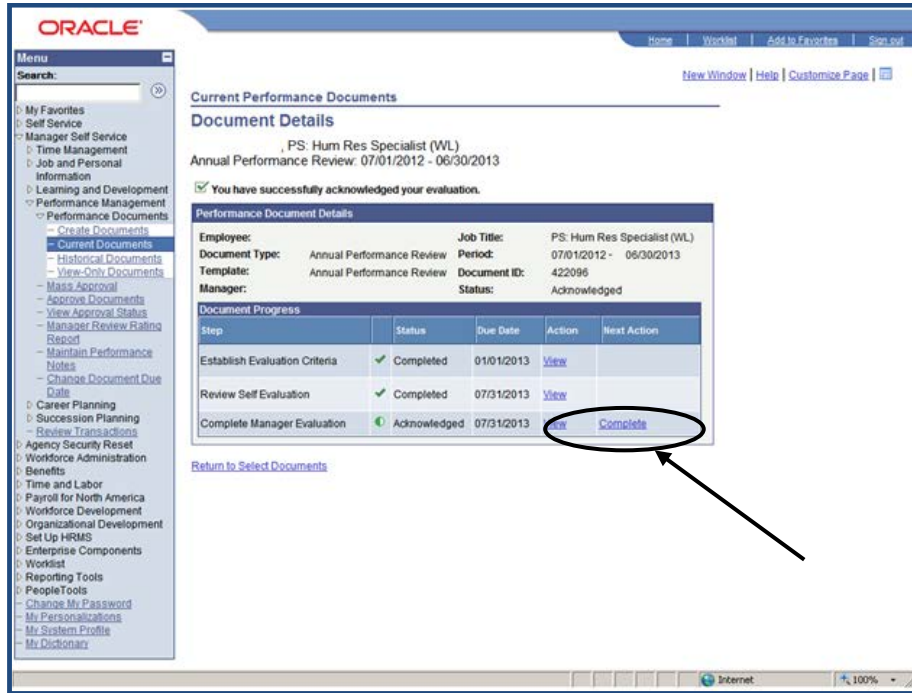 ORACLE
Home | Worklist | Add to Favorites | Sign out
Menu
Search:
My Favorites
Self Service
Manager Self Service
Time Management
Job and Personal
Information
Learning and Development
Performance Management
Performance Documents
Create Documents
Current Documents
Historical Documents
View-Only Documents
Mass Approval
Approve Documents
View Approval Status
Manager Review Rating
Report
Maintain Performance
Notes
Change Document Due
Date
Career Planning
Succession Planning
Review Transactions
Agency Security Reset
Workforce Administration
Benefits
Time and Labor
Payroll for North America
Workforce Development
Organizational Development
Set Up HRMS
Enterprise Components
Worklist
Reporting Tools
PeopleTools
Change My Password
My Personalizations
My System Profile
My Dictionary
New Window | Help | Customize Page |
Current Performance Documents
Document Details
, PS: Hum Res Specialist (WL)
Annual Performance Review: 07/01/2012 - 06/30/2013
You have successfully acknowledged your evaluation.
Performance Document Details
Employee: Job Title: PS: Hum Res Specialist (WL)
Document Type: Annual Performance Review Period: 07/01/2012 - 06/30/2013
Template: Annual Performance Review Document ID: 422096
Manager: Status: Acknowledged
Document Progress
Step Status Due Date Action Next Action
Establish Evaluation Criteria Completed 01/01/2013 View
Review Self Evaluation Completed 07/31/2013 View
Complete Manager Evaluation Acknowledged 07/31/2013 View Complete
Return to Select Documents
Internet 100%